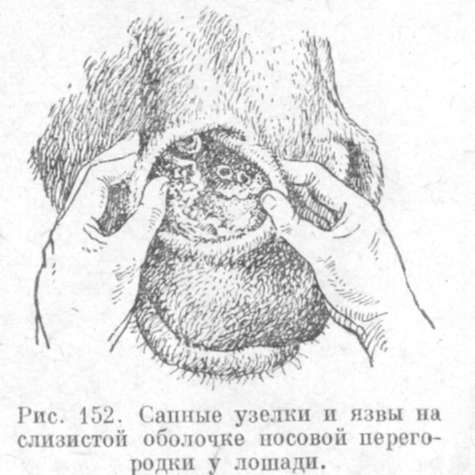 Рис. 152. Сапные узелки и язвы на
слизистой оболочке носовой перего-
родки у лошади.